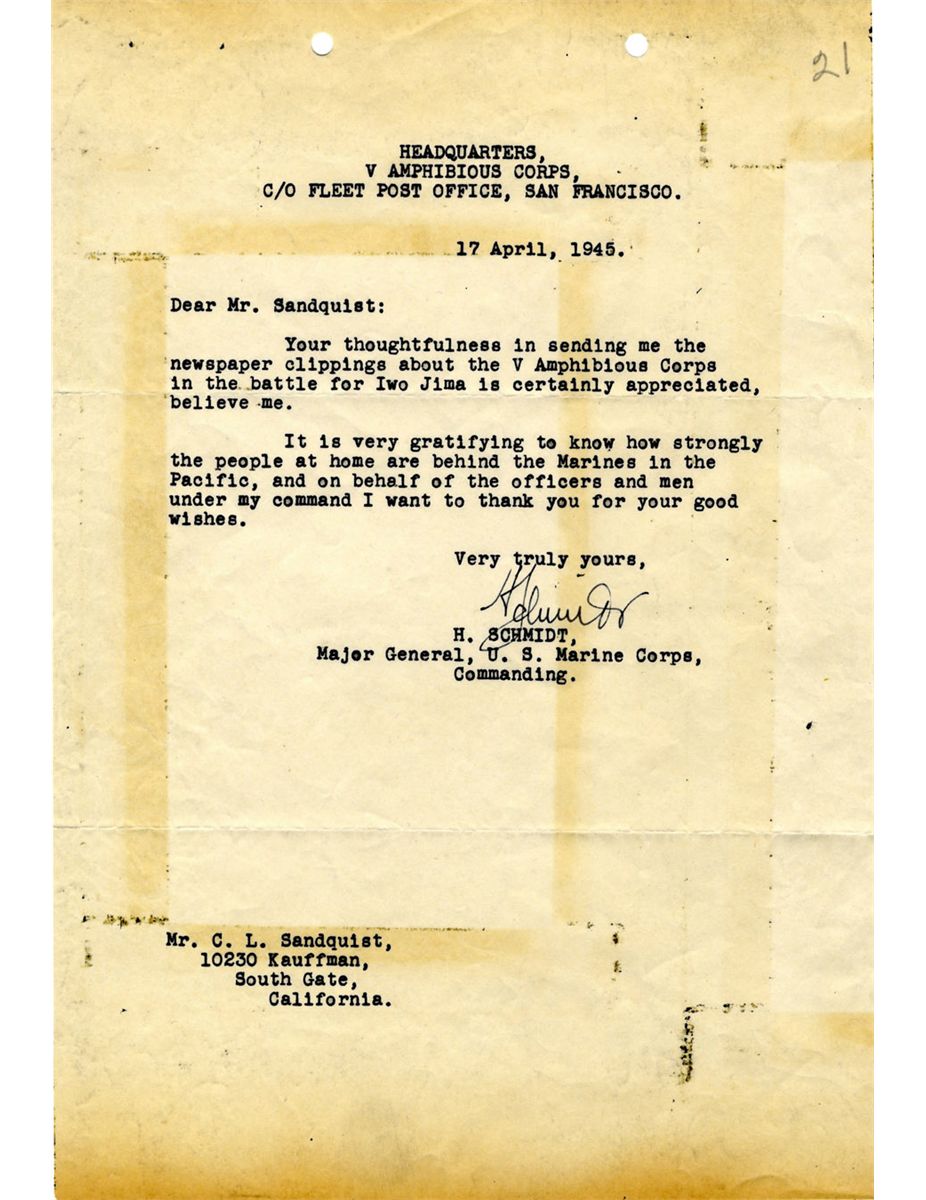 21
HEADQUARTERS,
V AMPHIBIOUS CORPS,
C/O FLEET POST OFFICE, SAN FRANCISCO.
17 April, 1945.
Dear Mr. Sandquist:
Your thoughtfulness in sending me the
newspaper clippings about the V Amphibious Corps
in the battle for Iwo Jima is certainly appreciated,
believe me.
It is very gratifying to know how strongly
the people at home are behind the Marines in the
Pacific, and on behalf of the officers and men
under my command I want to thank you for your good
wishes.
Very truly yours,
HSchmidt
H. SCHMIDT,
Major General, U. S. Marine Corps,
Commanding.
Mr. C. L. Sandquist,
10230 Kauffman,
South Gate,
California.